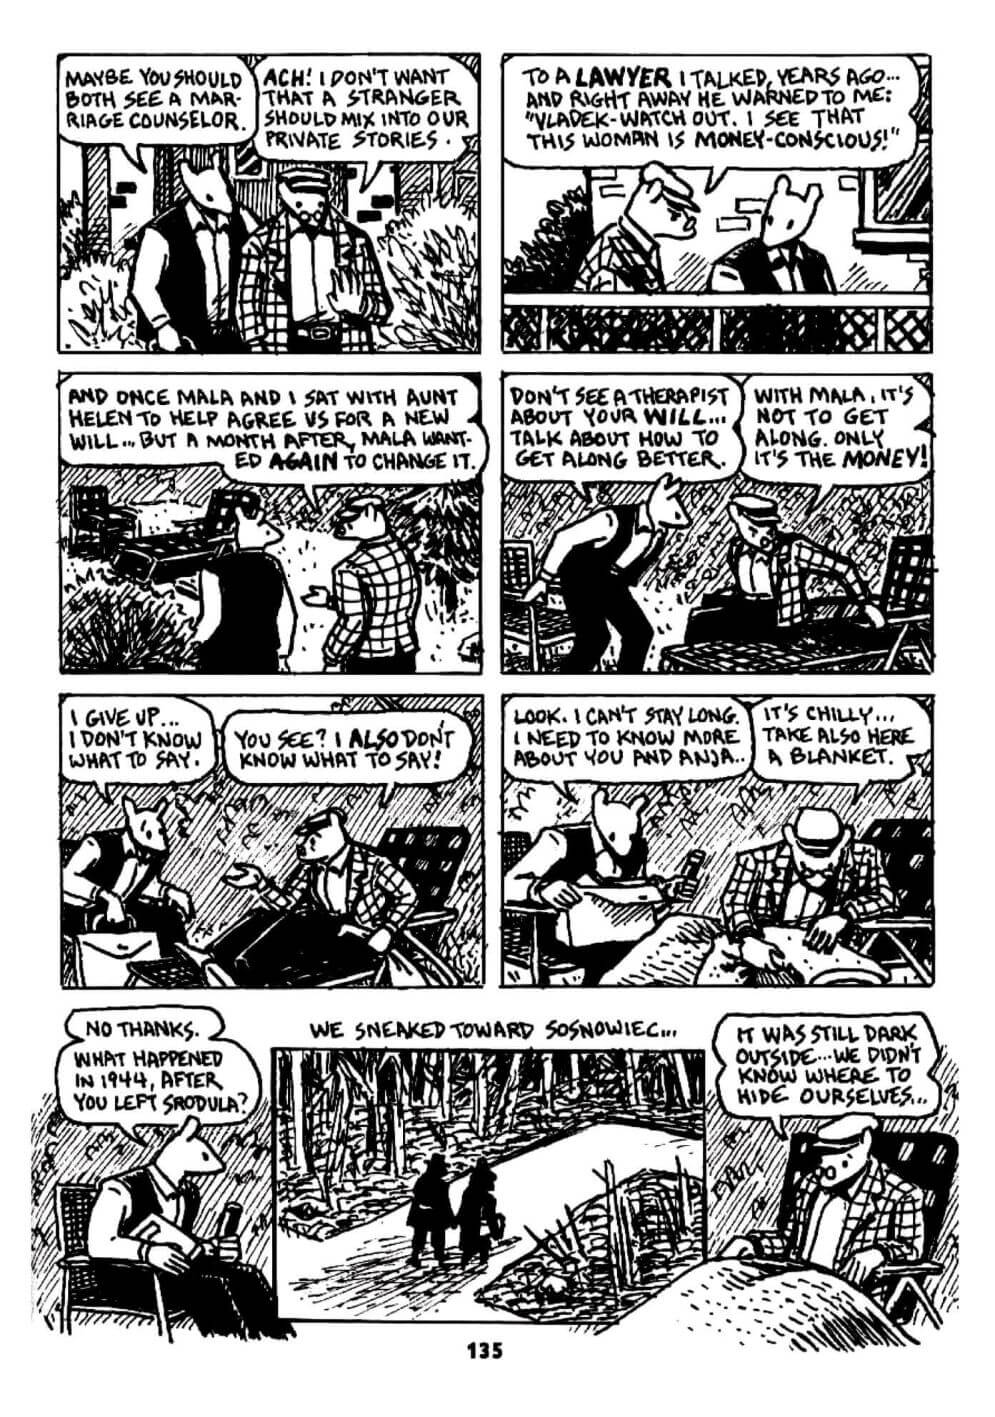 MAYBE YOU SHOULD
BOTH SEE A MAR-
RIAGE COUNSELOR.
ACH! I DON'T WANT
THAT A STRANGER
SHOULD MIX INTO OUR
PRIVATE STORIES.
TO A LAWYER I TALKED, YEARS AGO...
AND RIGHT AWAY HE WARNED TO ME:
"VLADEK-WATCH OUT. I SEE THAT
THIS WOMAN IS MONEY-CONSCIOUS!"
AND ONCE MALA AND I SAT WITH AUNT
HELEN TO HELP AGREE US FOR A NEW
WILL... BUT A MONTH AFTER, MALA WANT-
ED AGAIN TO CHANGE IT.
DON'T SEE A THERAPIST
ABOUT YOUR WILL...
TALK ABOUT HOW TO
GET ALONG BETTER.
WITH MALA, IT'S
NOT TO GET
ALONG. ONLY
IT'S THE MONEY!
I GIVE UP...
I DON'T KNOW
WHAT TO SAY.
YOU SEE? I ALSO DON'T
KNOW WHAT TO SAY!
LOOK. I CAN'T STAY LONG.
I NEED TO KNOW MORE
ABOUT YOU AND ANJA..
IT'S CHILLY...
TAKE ALSO HERE
A BLANKET.
NO THANKS.
WHAT HAPPENED
IN 1944, AFTER
YOU LEFT SRODULA?
WE SNEAKED TOWARD SOSNOWIEC...
IT WAS STILL DARK
OUTSIDE...WE DIDN'T
KNOW WHERE TO
HIDE OURSELVES...
135